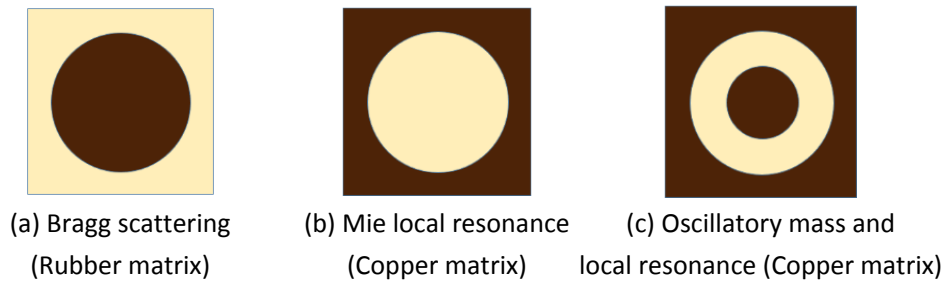 (a) Bragg scattering
(Rubber matrix)
(b) Mie local resonance
(Copper matrix)
(c) Oscillatory mass and
local resonance (Copper matrix)